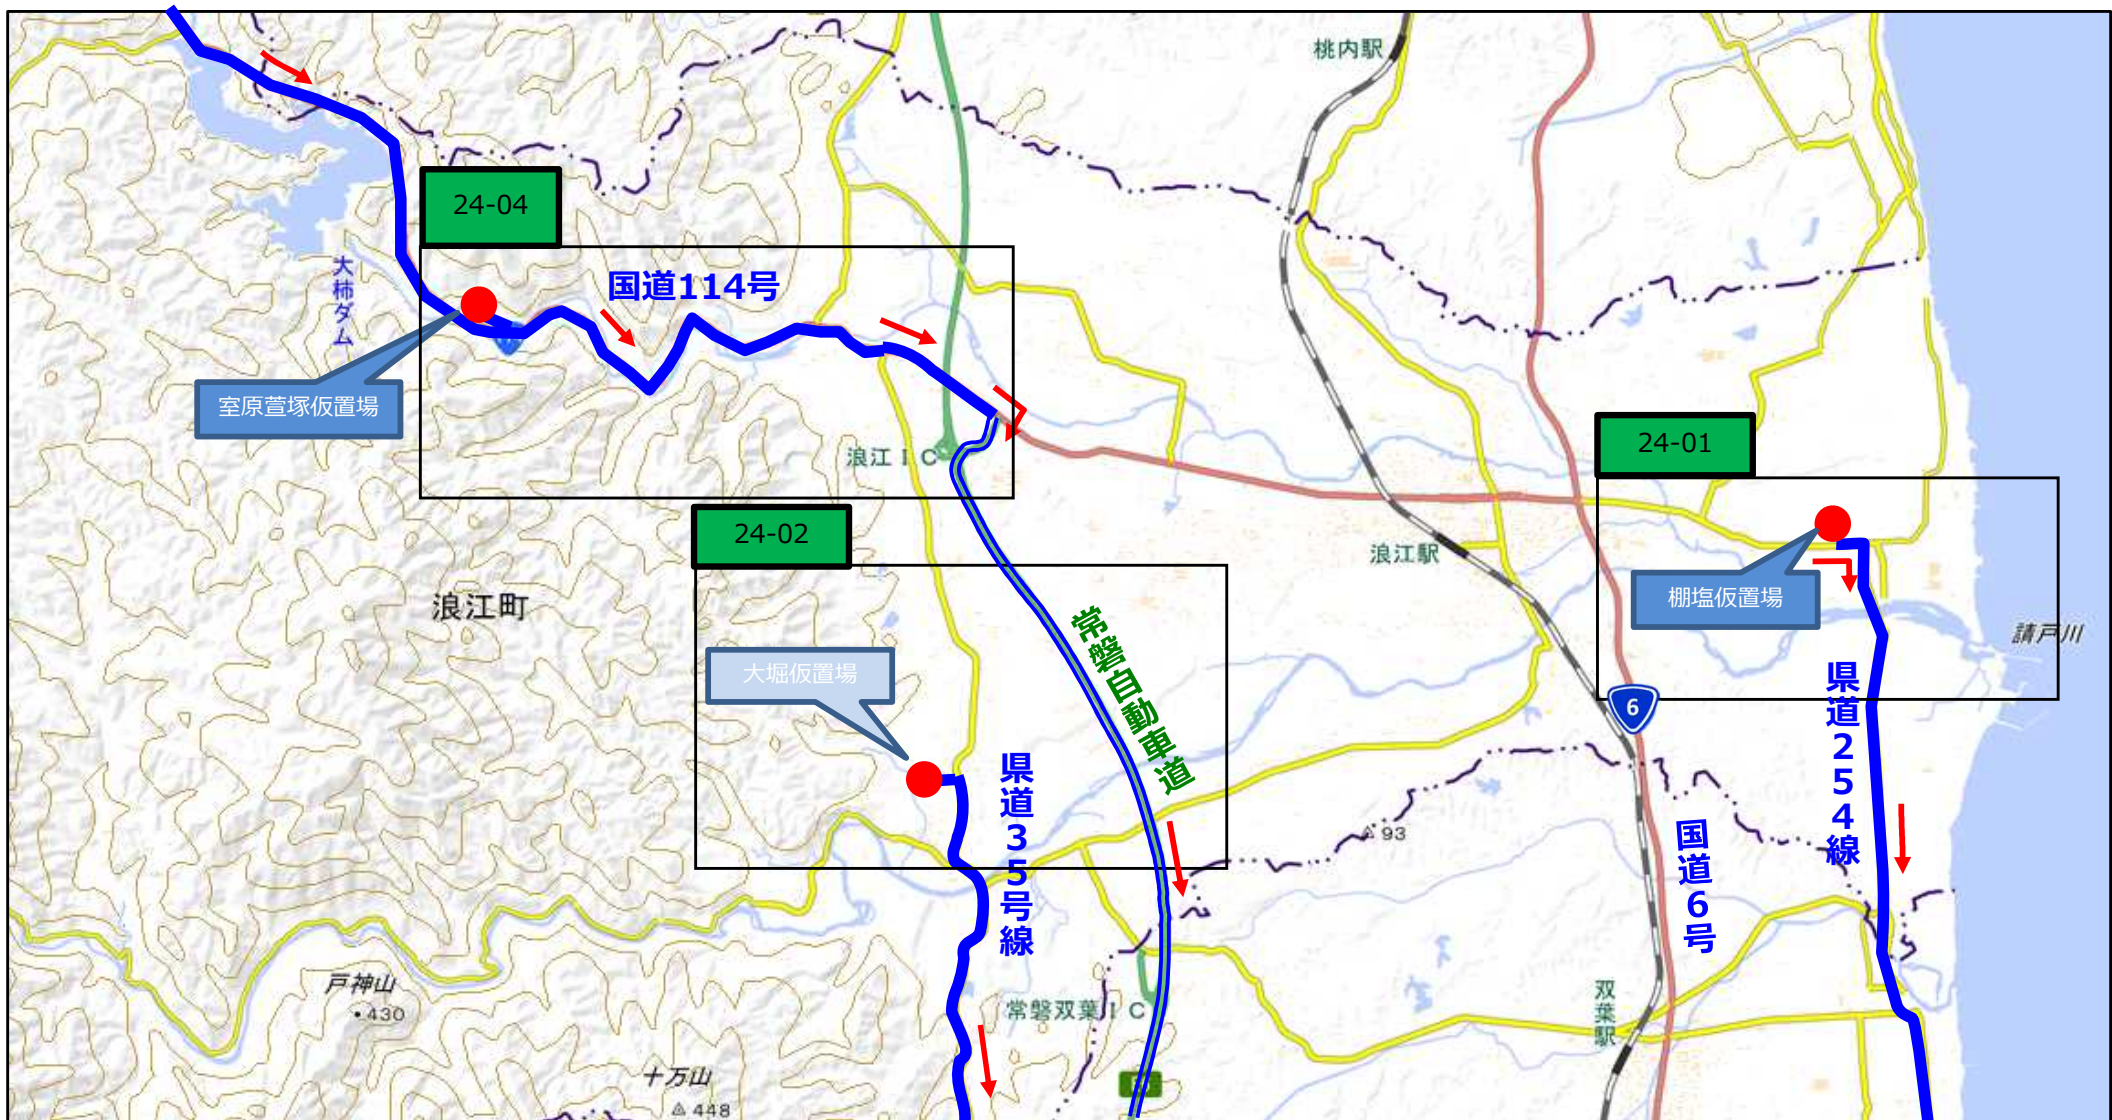 桃内駅
24-04
国道114号
大柿ダム
室原萱塚仮置場
24-01
浪江IC
24-02
浪江駅
棚塩仮置場
浪江町
請戸川
常磐自動車道
大堀仮置場
県道254線
6
県道35号線
93
国道6号
戸神山
430
常磐双葉IC
双葉駅
十万山
448